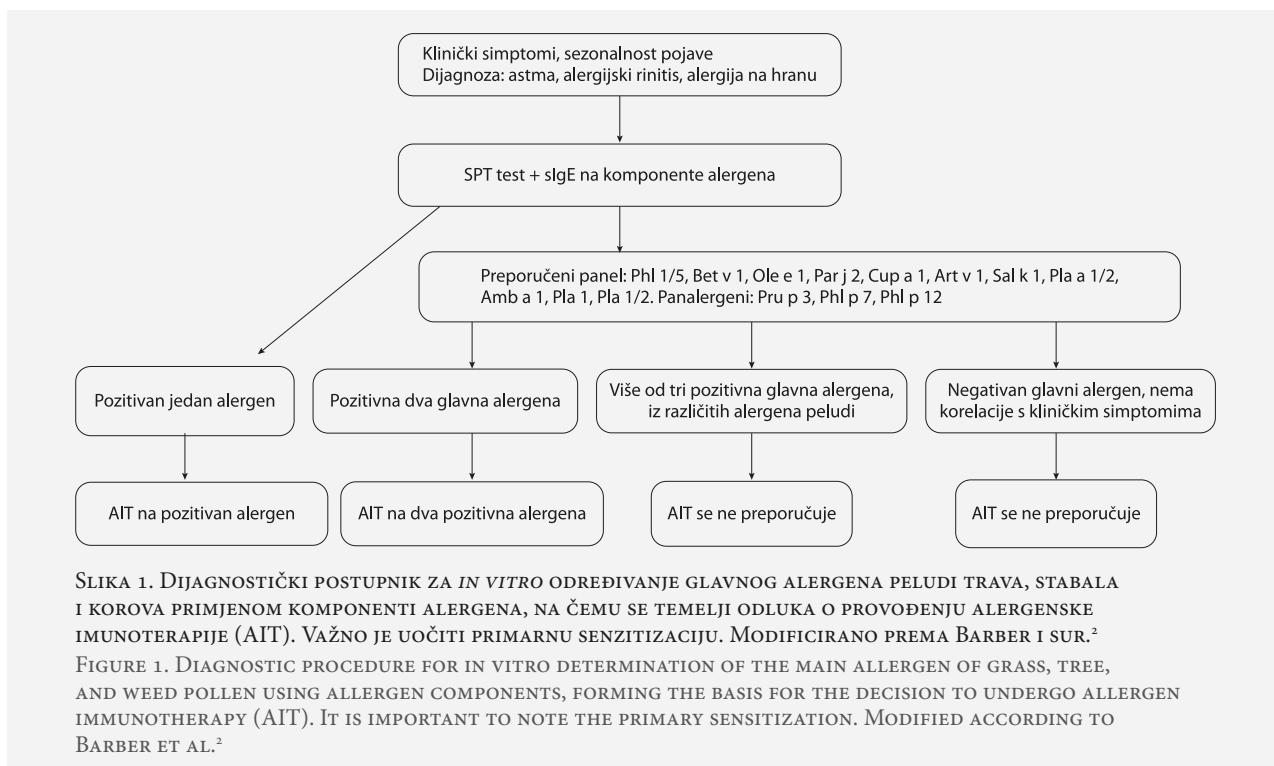 Klinički simptomi, sezonalnost pojave
Dijagnoza: astma, alergijski rinitis, alergija na hranu
SPT test + sIgE na komponente alergena
Preporučeni panel: Phl 1/5, Bet v 1, Ole e 1, Par j 2, Cup a 1, Art v 1, Sal k 1, Pla a 1/2,
Amb a 1, Pla 1, Pla 1/2. Panalergeni: Pru p 3, Phl p 7, Phl p 12
Pozitivan jedan alergen
Pozitivna dva glavna alergena
Više od tri pozitivna glavna alergena,
iz različitih alergena peludi
Negativan glavni alergen, nema
korelacije s kliničkim simptomima
AIT na pozitivan alergen
AIT na dva pozitivna alergena
AIT se ne preporučuje
AIT se ne preporučuje
Slika 1. Dijagnostički postupnik za in vitro određivanje glavnog alergena peludi trava, stabala
i korova primjenom komponenti alergena, na čemu se temelji odluka o provođenju alergenske
imunoterapije (AIT). Važno je uočiti primarnu senzitizaciju. Modificirano prema Barber i sur.²
Figure 1. Diagnostic procedure for in vitro determination of the main allergen of grass, tree,
and weed pollen using allergen components, forming the basis for the decision to undergo allergen
immunotherapy (AIT). It is important to note the primary sensitization. Modified according to
Barber et al.²